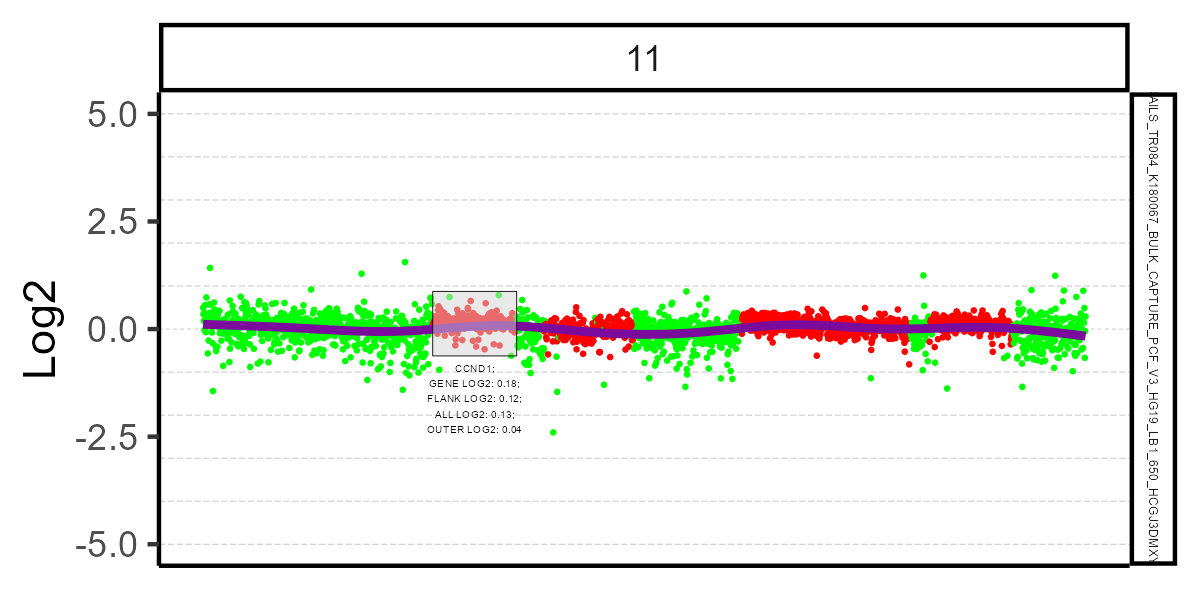 11
Log2
5.0
2.5
0.0
-2.5
-5.0
CCND1;
GENE LOG2: 0.18;
FLANK LOG2: 0.12;
ALL LOG2: 0.13;
OUTER LOG2: 0.04
AILS_TR084_K180067_BULK_CAPTURE_PCF_V3_HG19_LB1_650_HCGJ3DMXY